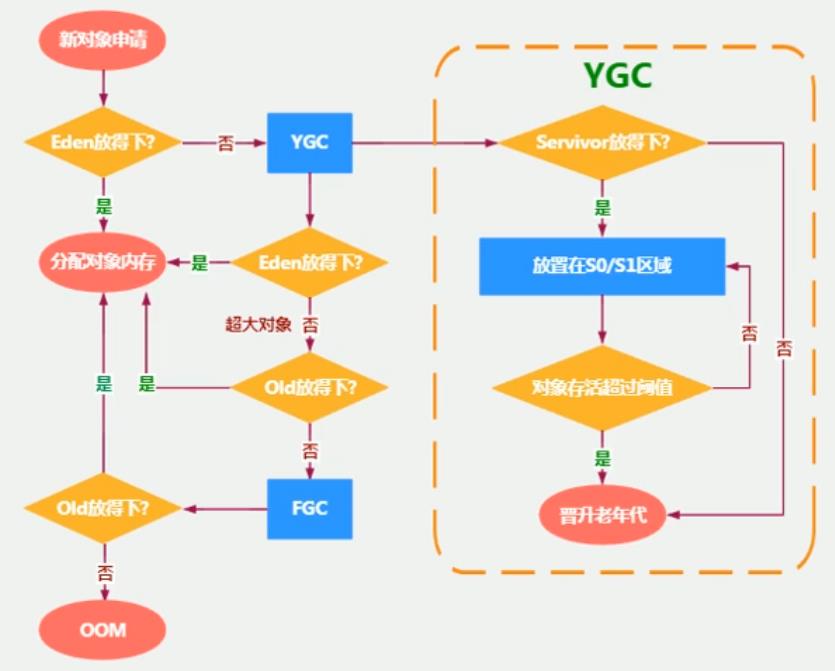 新对象申请
Eden放得下?
否
YGC
是
分配对象内存
是
Eden放得下?
超大对象
否
是
是
Old放得下?
否
Old放得下?
FGC
否
OOM
YGC
Servivor放得下?
是
放置在S0/S1区域
否
否
对象存活超过阈值
是
晋升老年代